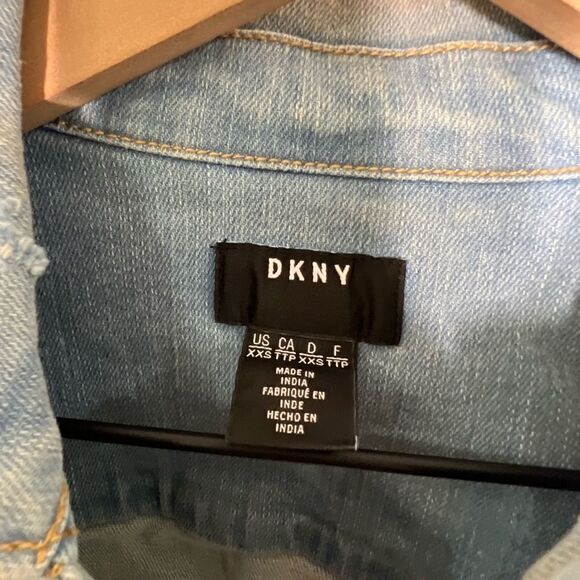 DKNY
US CA D F
XXS TTP XXS TTP
MADE IN
INDIA
FABRIQUÉ EN
INDE
HECHO EN
INDIA